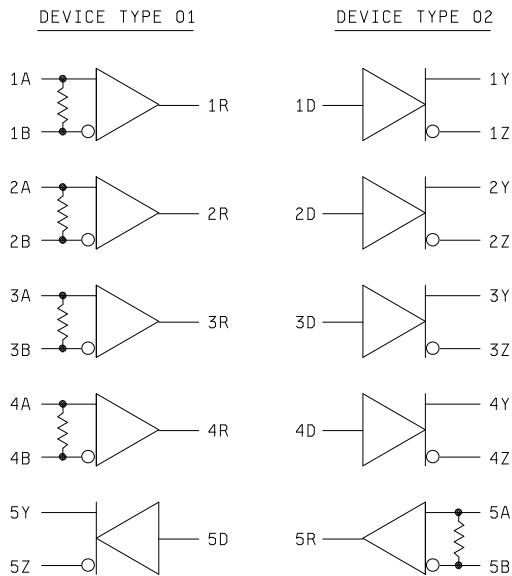 DEVICE TYPE 01
DEVICE TYPE 02
1A
1B
1R
1D
1Y
1Z
2A
2B
2R
2D
2Y
2Z
3A
3B
3R
3D
3Y
3Z
4A
4B
4R
4D
4Y
4Z
5Y
5Z
5D
5R
5A
5B